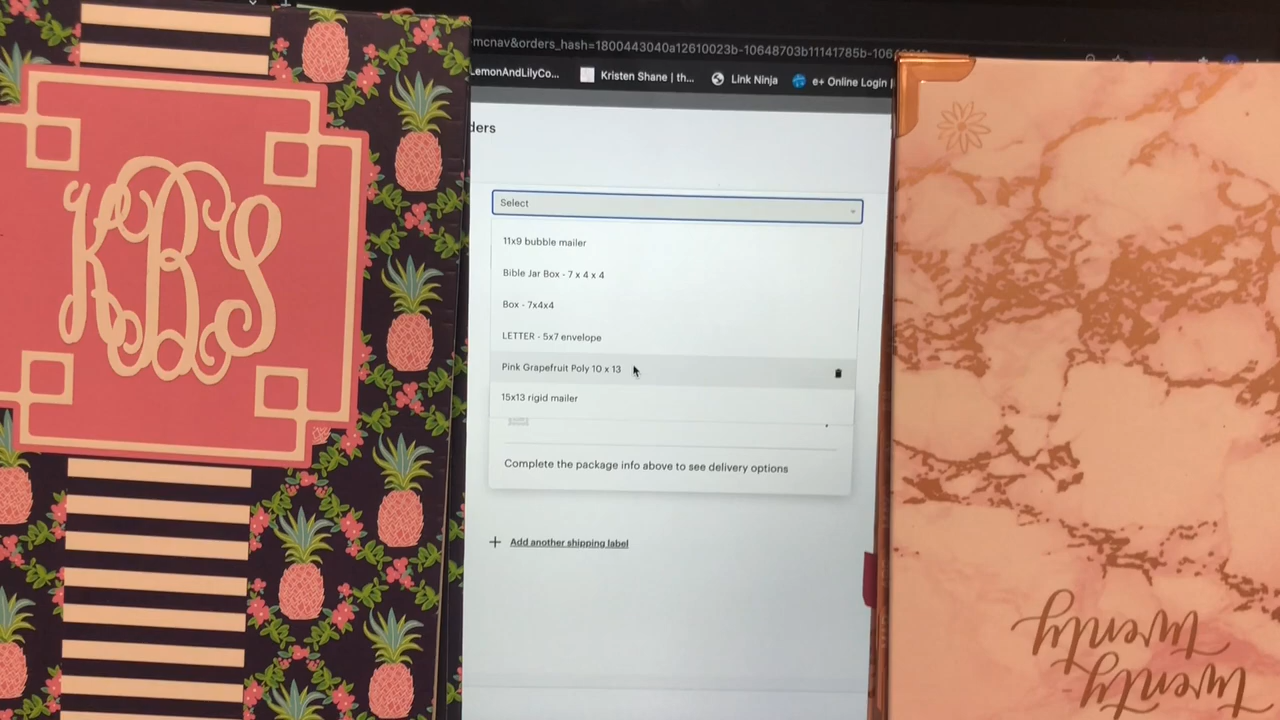 mcnav&orders_hash=1800443040a12610023b-10648703b11141785b-106
LemonAndLilyCo... Kristen Shane | th... Link Ninja e+ Online Login
ders
Select
11x9 bubble mailer
Bible Jar Box - 7 x 4 x 4
Box - 7x4x4
LETTER - 5x7 envelope
Pink Grapefruit Poly 10 x 13
15x13 rigid mailer
Complete the package info above to see delivery options
+ Add another shipping label
KBS
twenty
twenty